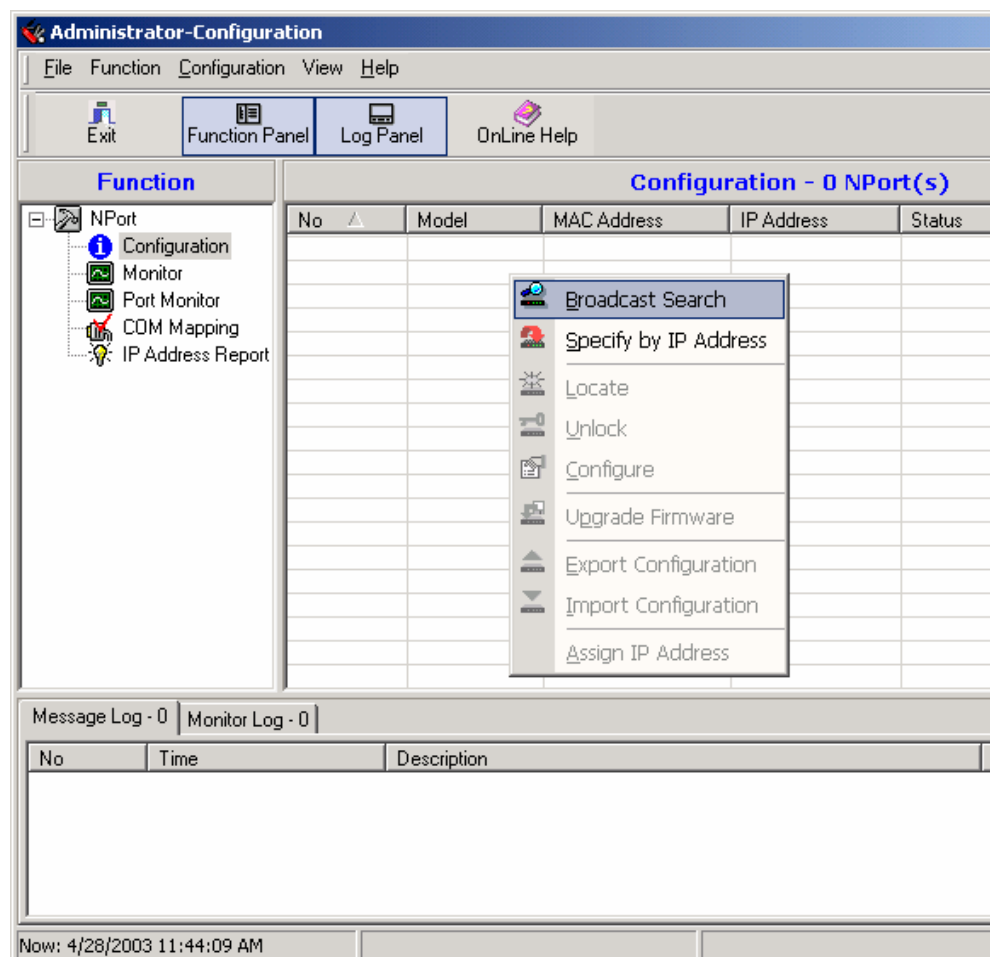 Administrator-Configuration
File Function Configuration View Help
Exit Function Panel Log Panel OnLine Help
Function
Configuration - 0 NPort(s)
NPort
Configuration
Monitor
Port Monitor
COM Mapping
IP Address Report
No Model MAC Address IP Address Status
Broadcast Search
Specify by IP Address
Locate
Unlock
Configure
Upgrade Firmware
Export Configuration
Import Configuration
Assign IP Address
Message Log - 0 Monitor Log - 0
No Time Description
Now: 4/28/2003 11:44:09 AM